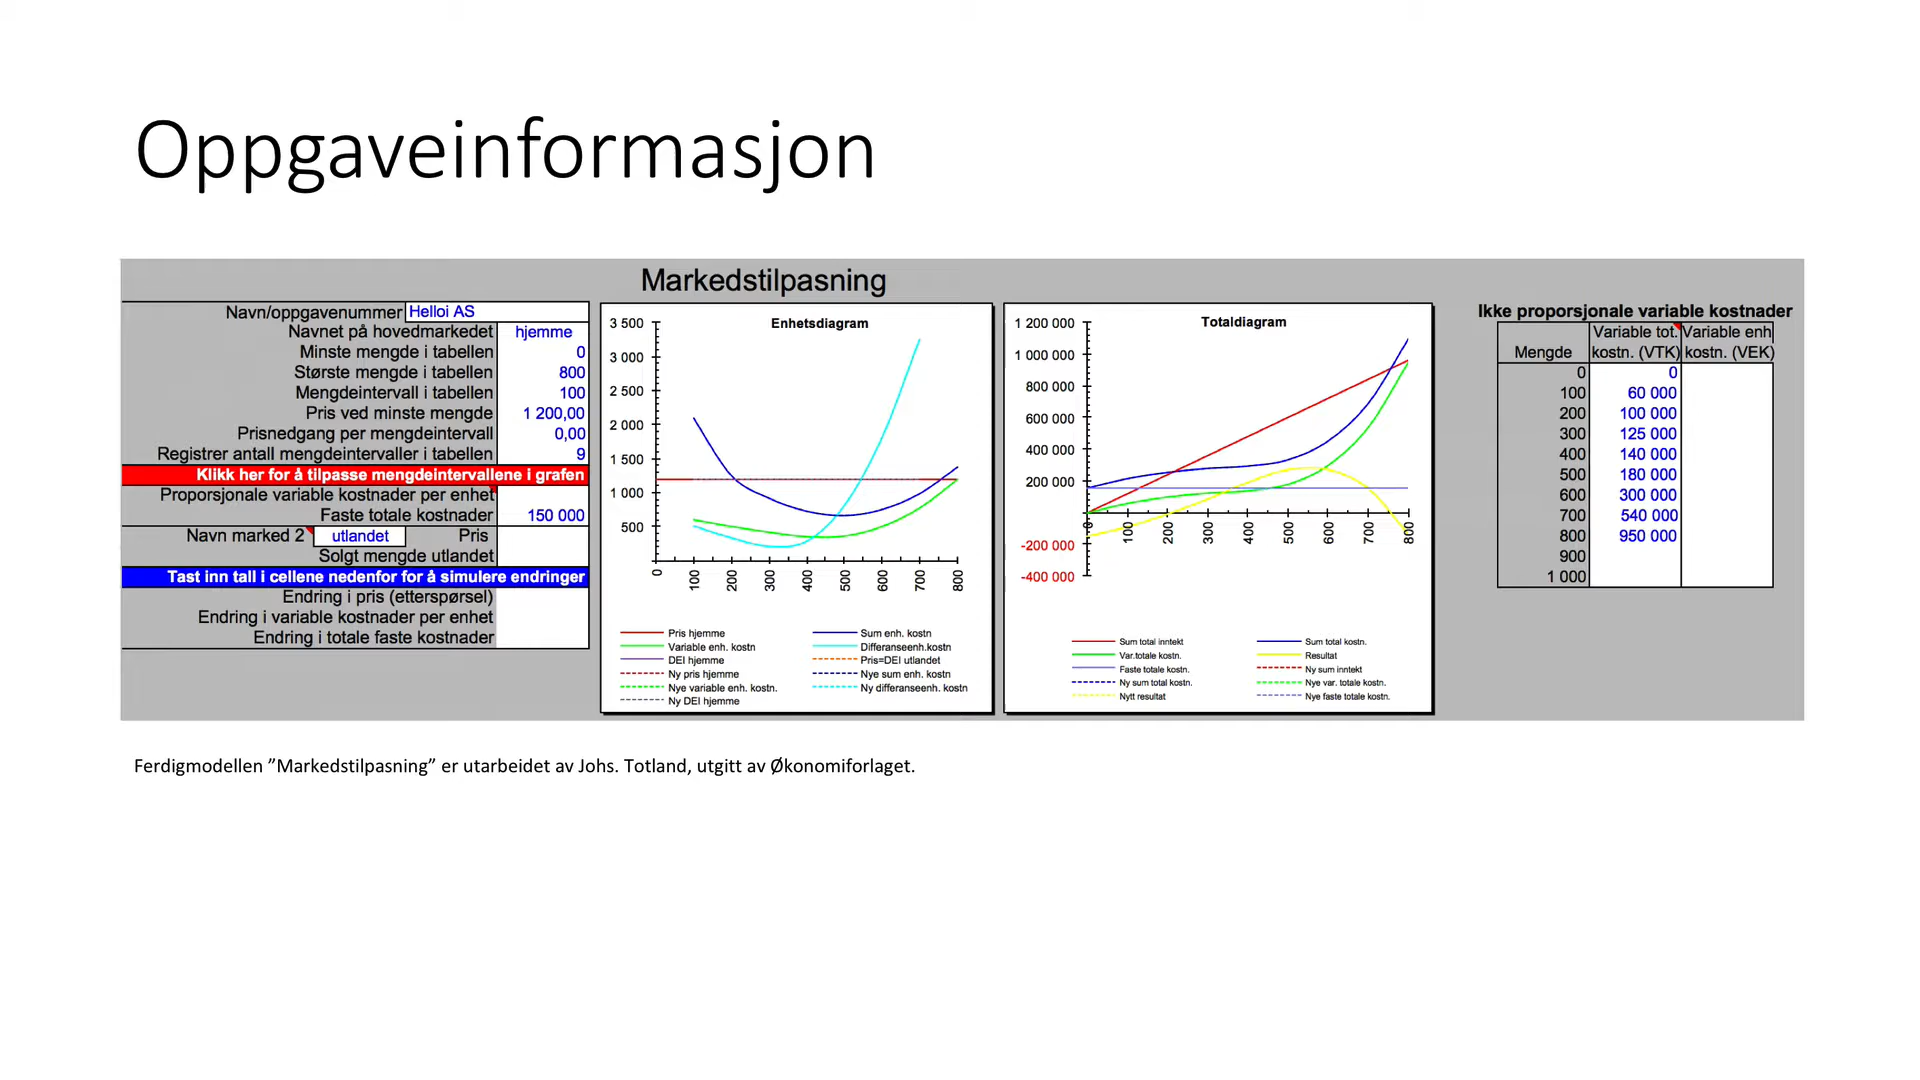 Oppgaveinformasjon
Markedstilpasning
Navn/oppgavenummer Helloi AS
Navnet på hovedmarkedet hjemme
Minste mengde i tabellen 0
Største mengde i tabellen 800
Mengdeintervall i tabellen 100
Pris ved minste mengde 1 200,00
Prisnedgang per mengdeintervall 0,00
Registrer antall mengdeintervaller i tabellen 9
Klikk her for å tilpasse mengdeintervallene i grafen
Proporsjonale variable kostnader per enhet
Faste totale kostnader 150 000
Navn marked 2 utlandet Pris
Solgt mengde utlandet
Tast inn tall i cellene nedenfor for å simulere endringer
Endring i pris (etterspørsel)
Endring i variable kostnader per enhet
Endring i totale faste kostnader
Enhetsdiagram
3 500
3 000
2 500
2 000
1 500
1 000
500
0 100 200 300 400 500 600 700 800
Pris hjemme Sum enh. kostn
Variable enh. kostn Differanseenh.kostn
DEI hjemme Pris=DEI utlandet
Ny pris hjemme Nye sum enh. kostn
Nye variable enh. kostn. Ny differanseenh. kostn
Ny DEI hjemme
Totaldiagram
1 200 000
1 000 000
800 000
600 000
400 000
200 000
-200 000
-400 000
0 100 200 300 400 500 600 700 800
Sum total inntekt Sum total kostn.
Var.totale kostn. Resultat
Faste totale kostn. Ny sum inntekt
Ny sum total kostn. Nye var. totale kostn.
Nytt resultat Nye faste totale kostn.
Ikke proporsjonale variable kostnader
Variable tot. Variable enh
Mengde kostn. (VTK) kostn. (VEK)
0 0
100 60 000
200 100 000
300 125 000
400 140 000
500 180 000
600 300 000
700 540 000
800 950 000
900
1 000
Ferdigmodellen ”Markedstilpasning” er utarbeidet av Johs. Totland, utgitt av Økonomiforlaget.